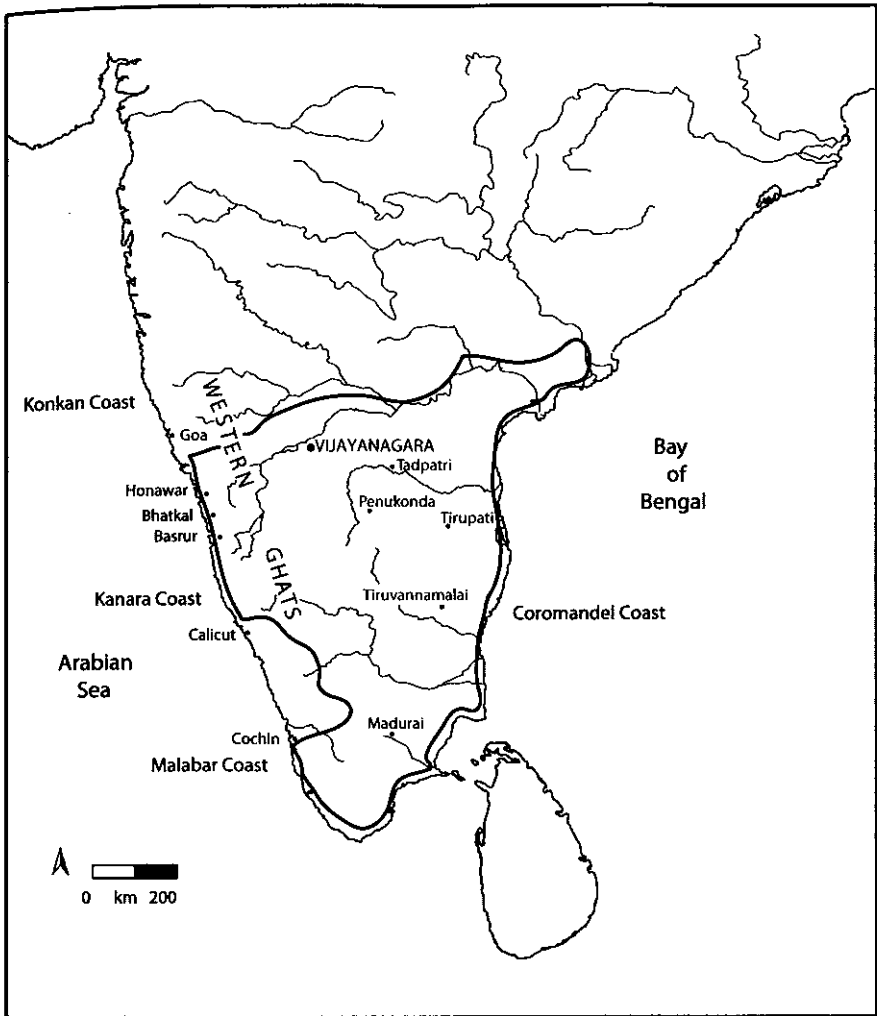 Konkan Coast
WESTERN
Goa
VIJAYANAGARA
Tadpatri
Bay
of
Bengal
Honawar
Penukonda
Bhatkal
Tirupati
Basrur
GHATS
Kanara Coast
Tiruvannamalai
Coromandel Coast
Calicut
Arabian
Sea
Madurai
Cochin
Malabar Coast
0 km 200